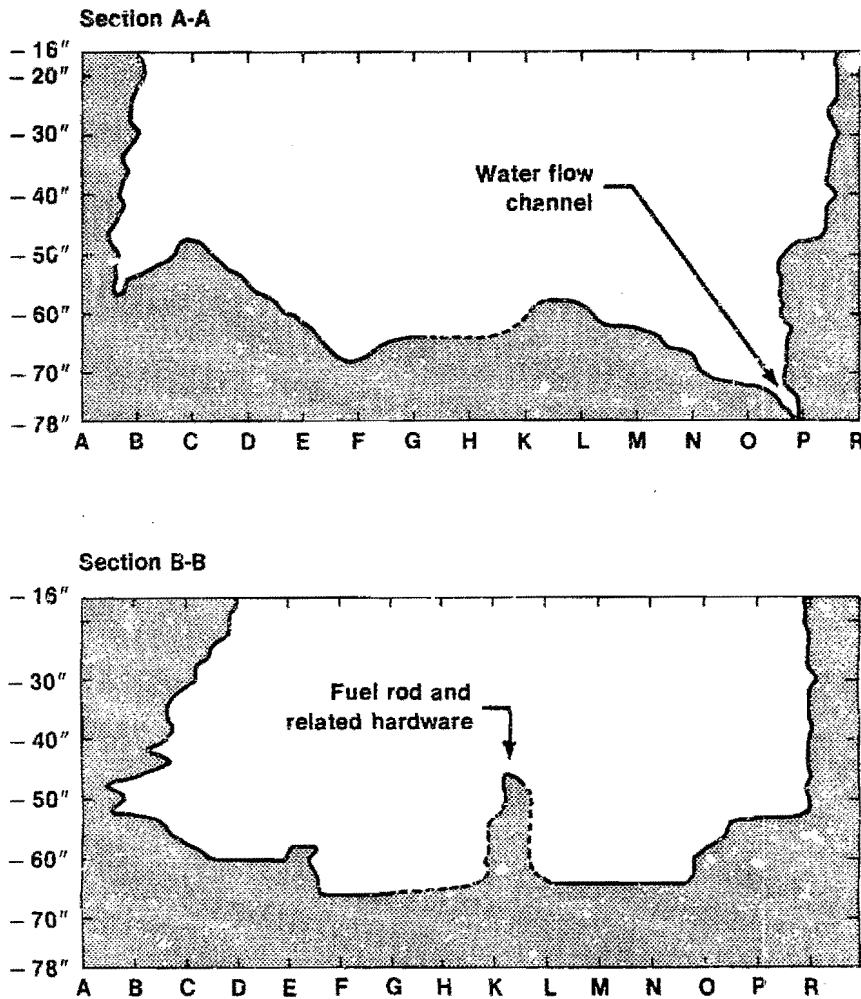 Section A-A
– 16"
– 20"
– 30"
– 40"
– 50"
– 60"
– 70"
– 78"
Water flow
channel
A B C D E F G H K L M N O P R
Section B-B
– 16"
– 30"
– 40"
– 50"
– 60"
– 70"
– 78"
Fuel rod and
related hardware
A B C D E F G H K L M N O P R